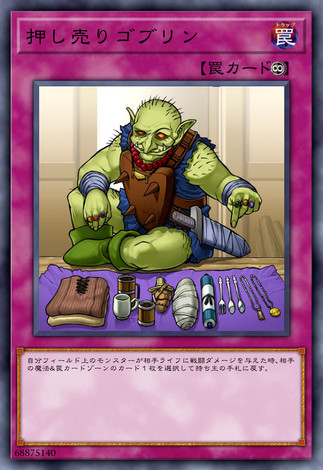 押し売りゴブリン
トラップ
罠
【罠カード】
自分フィールド上のモンスターが相手ライフに戦闘ダメージを与えた時、相手
の魔法&罠カードゾーンのカード1枚を選択して持ち主の手札に戻す。
68875140